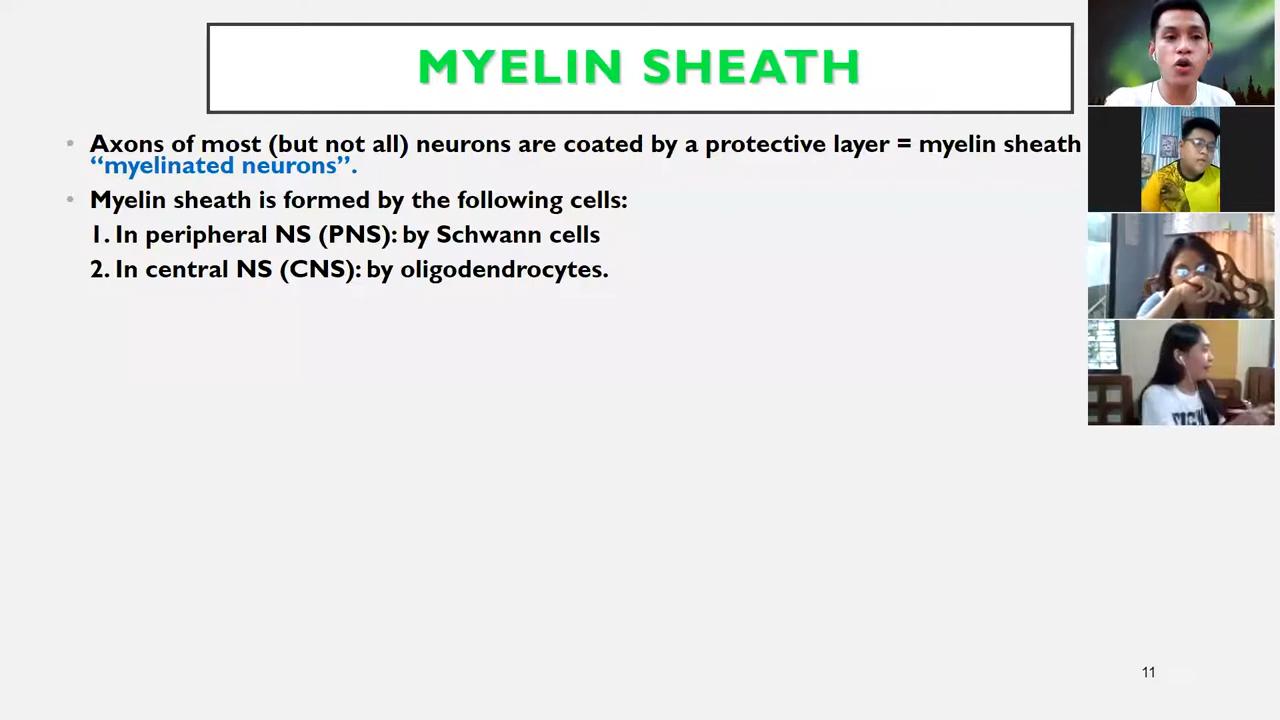 MYELIN SHEATH
• Axons of most (but not all) neurons are coated by a protective layer = myelin sheath
“myelinated neurons”.
• Myelin sheath is formed by the following cells:
1. In peripheral NS (PNS): by Schwann cells
2. In central NS (CNS): by oligodendrocytes.
11